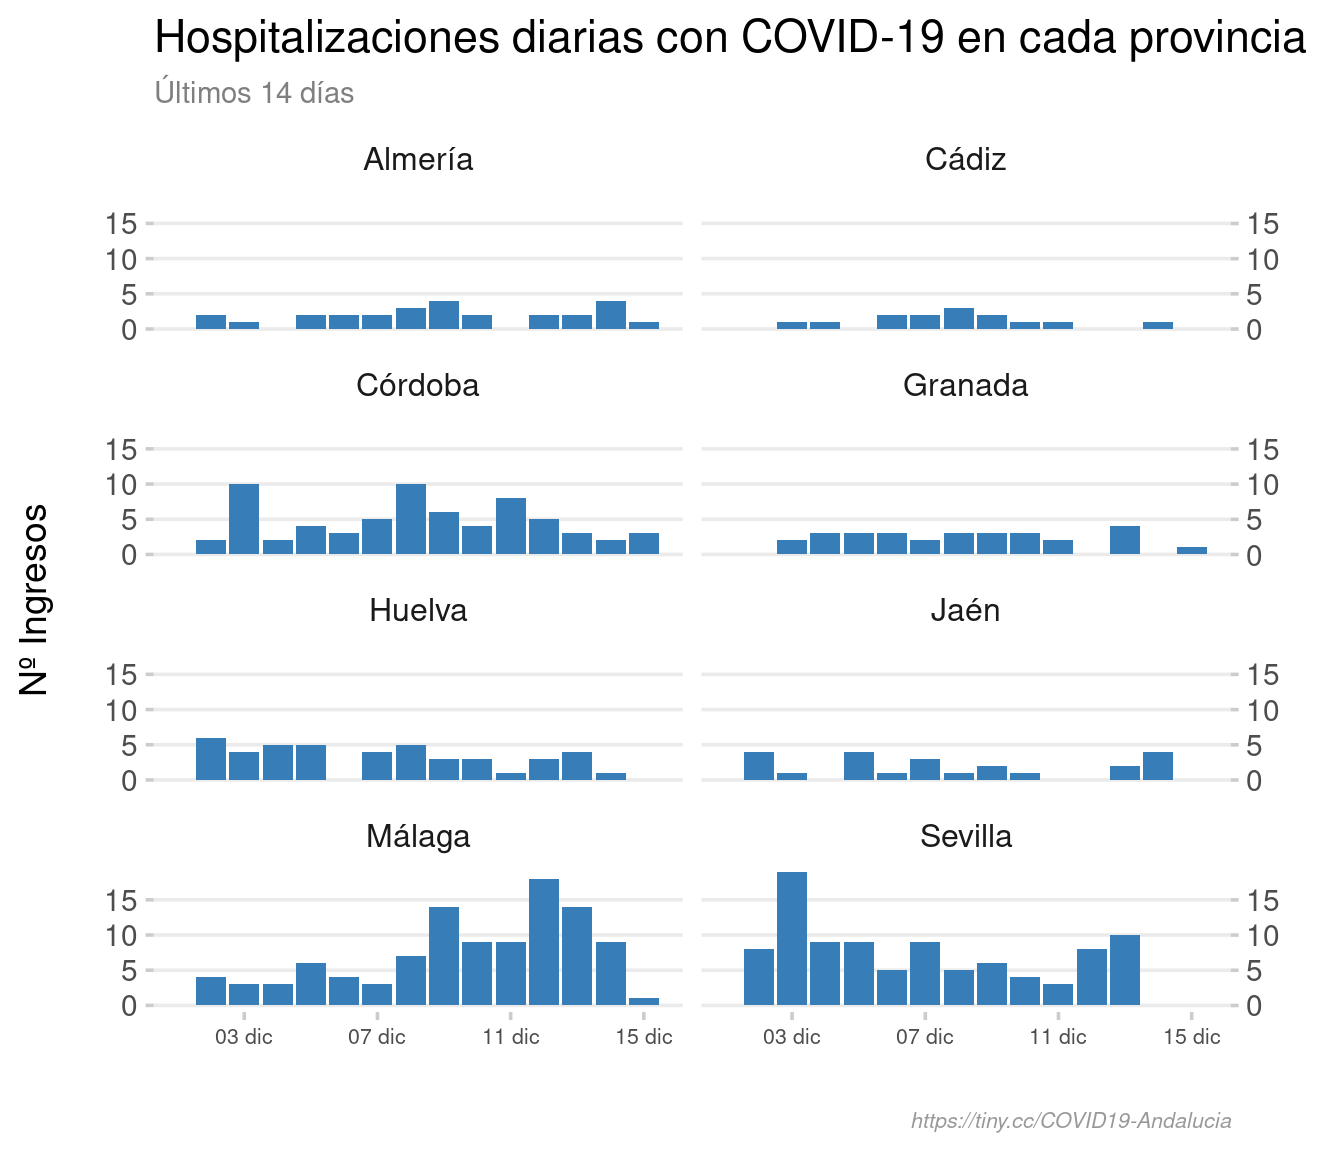 Hospitalizaciones diarias con COVID-19 en cada provincia
Últimos 14 días
Almería
Cádiz
15
10
5
0
15
10
5
0
Córdoba
Granada
15
10
5
0
15
10
5
0
Huelva
Jaén
15
10
5
0
15
10
5
0
Málaga
Sevilla
15
10
5
0
15
10
5
0
03 dic 07 dic 11 dic 15 dic
03 dic 07 dic 11 dic 15 dic
Nº Ingresos
https://tiny.cc/COVID19-Andalucia